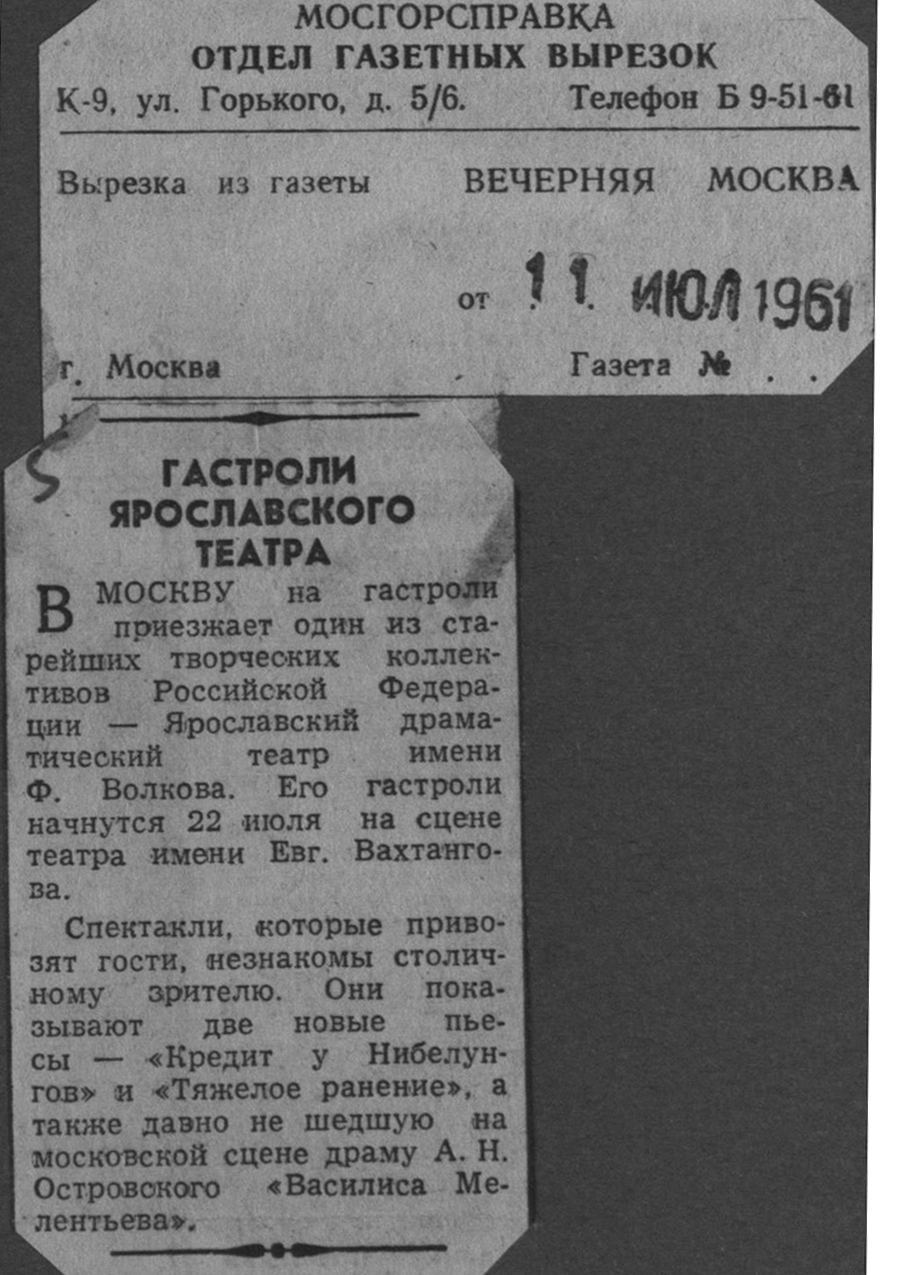 МОСГОРСПРАВКА
ОТДЕЛ ГАЗЕТНЫХ ВЫРЕЗОК
К-9, ул. Горького, д. 5/6. Телефон Б 9-51-61
Вырезка из газеты ВЕЧЕРНЯЯ МОСКВА
от 11 ИЮЛ 1961
г. Москва Газета № . .
5
ГАСТРОЛИ
ЯРОСЛАВСКОГО
ТЕАТРА
В МОСКВУ на гастроли
приезжает один из ста-
рейших творческих коллек-
тивов Российской Федера-
ции — Ярославский драма-
тический театр имени
Ф. Волкова. Его гастроли
начнутся 22 июля на сцене
театра имени Евг. Вахтанго-
ва.
Спектакли, которые приво-
зят гости, незнакомы столич-
ному зрителю. Они пока-
зывают две новые пье-
сы — «Кредит у Нибелун-
гов» и «Тяжелое ранение», а
также давно не шедшую на
московской сцене драму А. Н.
Островского «Василиса Ме-
лентьева».